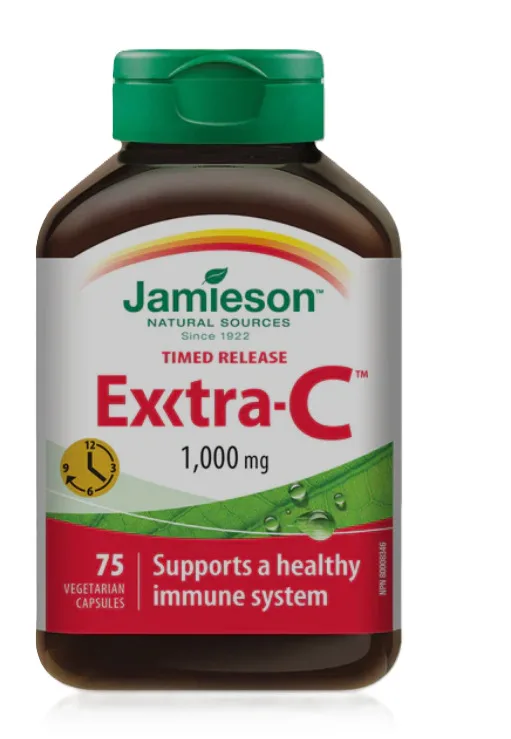 Jamieson™
NATURAL SOURCES
Since 1922
TIMED RELEASE
Exxtra-C™
1,000 mg
12
9
3
6
75
VEGETARIAN
CAPSULES
Supports a healthy
immune system